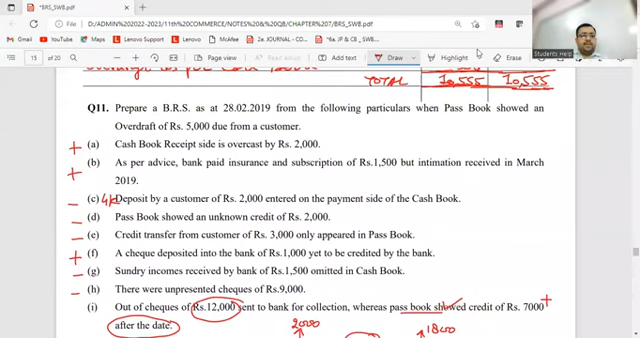 *BRS_SWB.pdf
File
D:/ADMIN%202022-2023/11th%20COMMERCE/NOTES%20&%20QB/CHAPTER%207/BRS_SWB.pdf
Gmail YouTube Maps Lenovo Support Lenovo McAfee 2e. JOURNAL - CO... *6a. JP & CB _SWB....
15 of 20 Page view Read aloud Add text Draw Highlight Erase
Students Help
TOTAL 10,555 10,555
Q11. Prepare a B.R.S. as at 28.02.2019 from the following particulars when Pass Book showed an
Overdraft of Rs. 5,000 due from a customer.
+ (a) Cash Book Receipt side is overcast by Rs. 2,000.
+ (b) As per advice, bank paid insurance and subscription of Rs.1,500 but intimation received in March
2019.
– (c) 4K Deposit by a customer of Rs. 2,000 entered on the payment side of the Cash Book.
– (d) Pass Book showed an unknown credit of Rs. 2,000.
– (e) Credit transfer from customer of Rs. 3,000 only appeared in Pass Book.
+ (f) A cheque deposited into the bank of Rs.1,000 yet to be credited by the bank.
– (g) Sundry incomes received by bank of Rs.1,500 omitted in Cash Book.
– (h) There were unpresented cheques of Rs.9,000.
(i) Out of cheques of Rs.12,000 sent to bank for collection, whereas pass book showed credit of Rs. 7000 +
after the date.
2000 1800